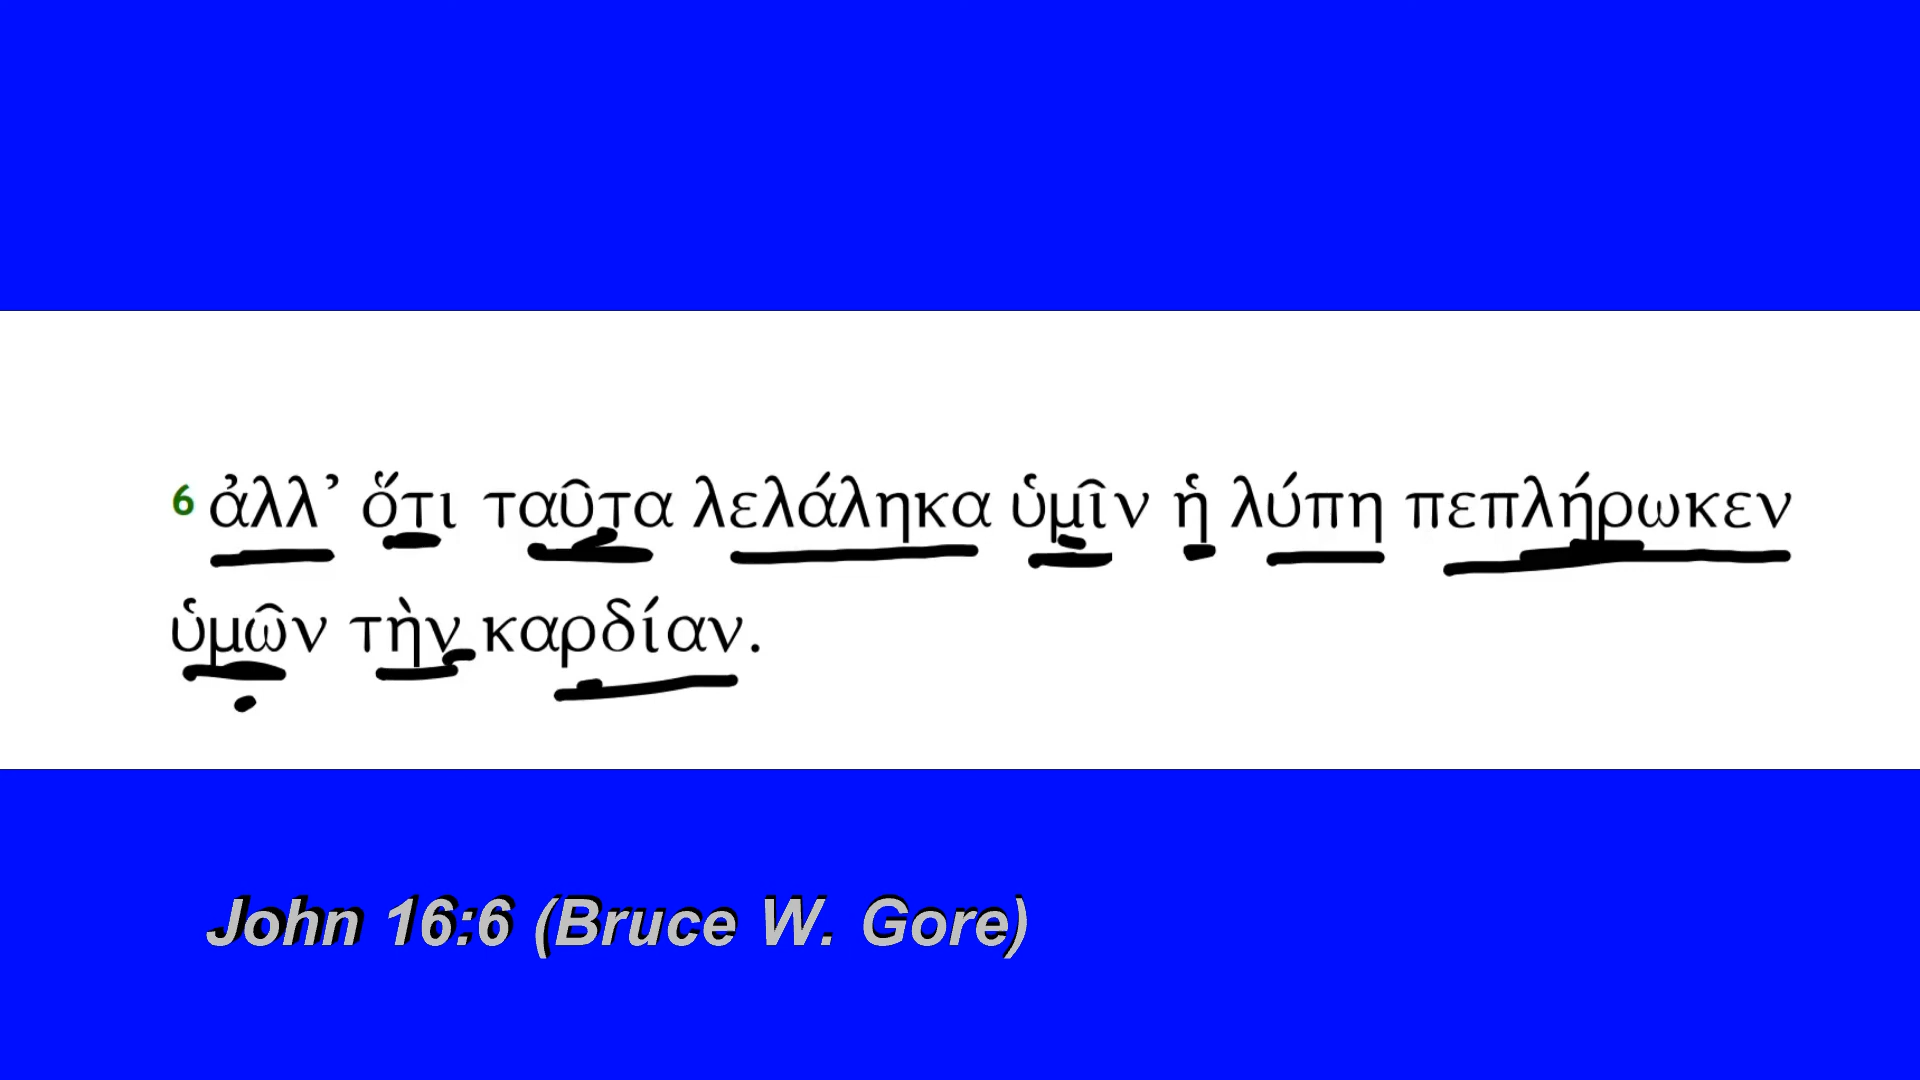 6 ἀλλ’ ὅτι ταῦτα λελάληκα ὑμῖν ἡ λύπη πεπλήρωκεν
ὑμῶν τὴν καρδίαν.
John 16:6 (Bruce W. Gore)